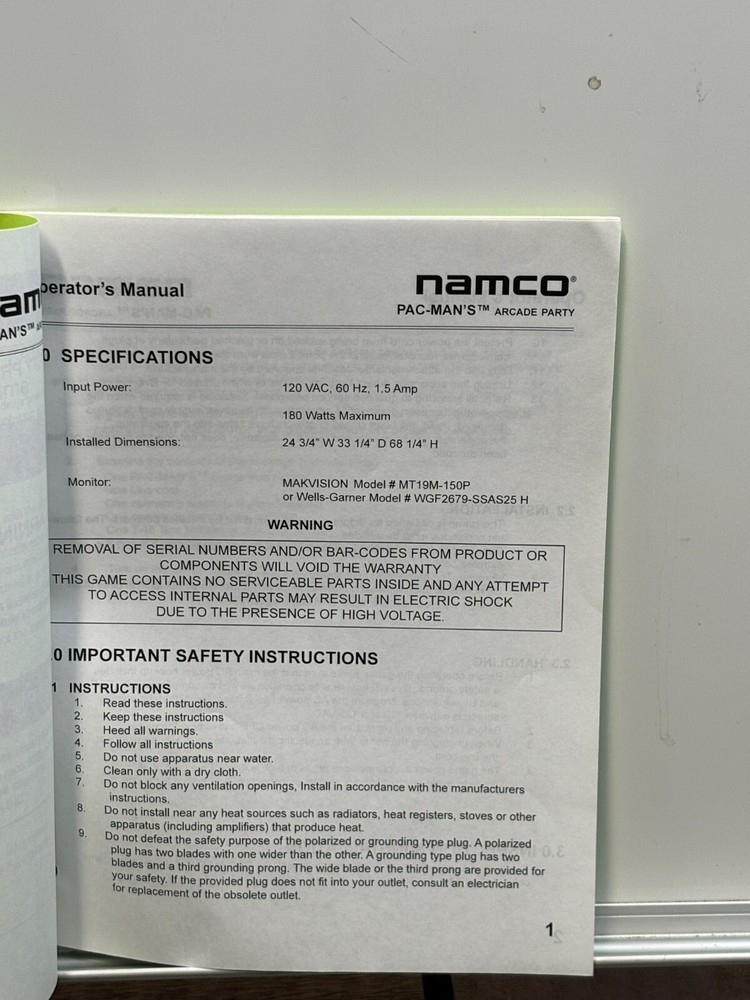 am
AN'S™
perator's Manual
namco®
PAC-MAN'S™ ARCADE PARTY
0 SPECIFICATIONS
Input Power: 120 VAC, 60 Hz, 1.5 Amp
180 Watts Maximum
Installed Dimensions: 24 3/4" W 33 1/4" D 68 1/4" H
Monitor: MAKVISION Model # MT19M-150P
or Wells-Garner Model # WGF2679-SSAS25 H
WARNING
REMOVAL OF SERIAL NUMBERS AND/OR BAR-CODES FROM PRODUCT OR
COMPONENTS WILL VOID THE WARRANTY
THIS GAME CONTAINS NO SERVICEABLE PARTS INSIDE AND ANY ATTEMPT
TO ACCESS INTERNAL PARTS MAY RESULT IN ELECTRIC SHOCK
DUE TO THE PRESENCE OF HIGH VOLTAGE.
.0 IMPORTANT SAFETY INSTRUCTIONS
1 INSTRUCTIONS
1. Read these instructions.
2. Keep these instructions
3. Heed all warnings.
4. Follow all instructions
5. Do not use apparatus near water.
6. Clean only with a dry cloth.
7. Do not block any ventilation openings, Install in accordance with the manufacturers
instructions.
8. Do not install near any heat sources such as radiators, heat registers, stoves or other
apparatus (including amplifiers) that produce heat.
9. Do not defeat the safety purpose of the polarized or grounding type plug. A polarized
plug has two blades with one wider than the other. A grounding type plug has two
blades and a third grounding prong. The wide blade or the third prong are provided for
your safety. If the provided plug does not fit into your outlet, consult an electrician
for replacement of the obsolete outlet.
1